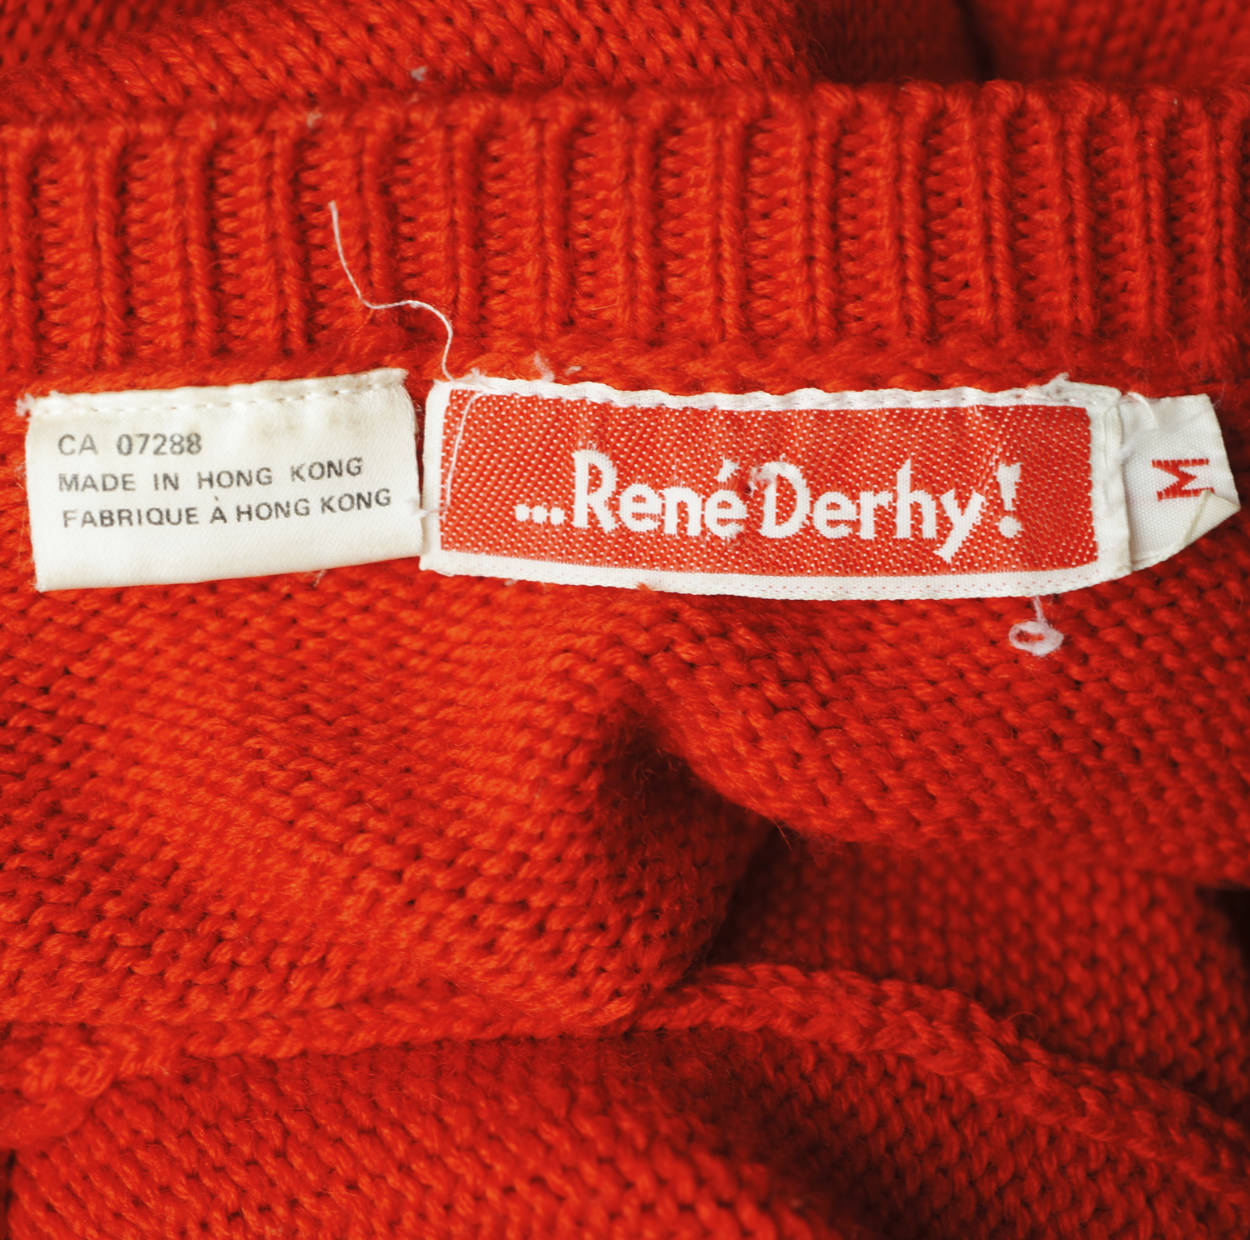 CA 07288
MADE IN HONG KONG
FABRIQUE À HONG KONG
...René Derhy!
M